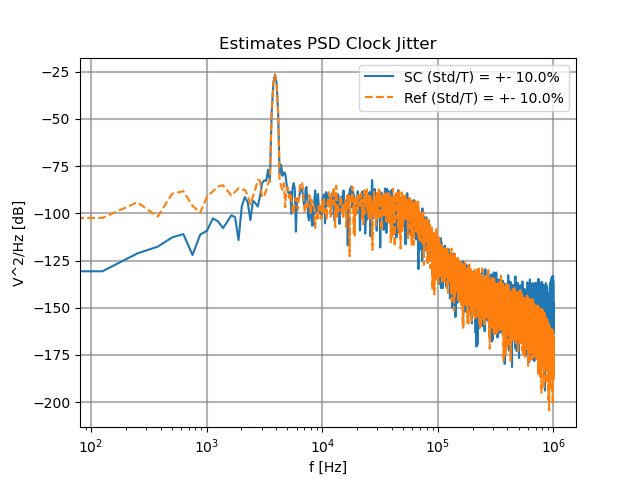 Estimates PSD Clock Jitter
SC (Std/T) = +- 10.0%
Ref (Std/T) = +- 10.0%
V^2/Hz [dB]
−25
−50
−75
−100
−125
−150
−175
−200
10² 10³ 10⁴ 10⁵ 10⁶
f [Hz]